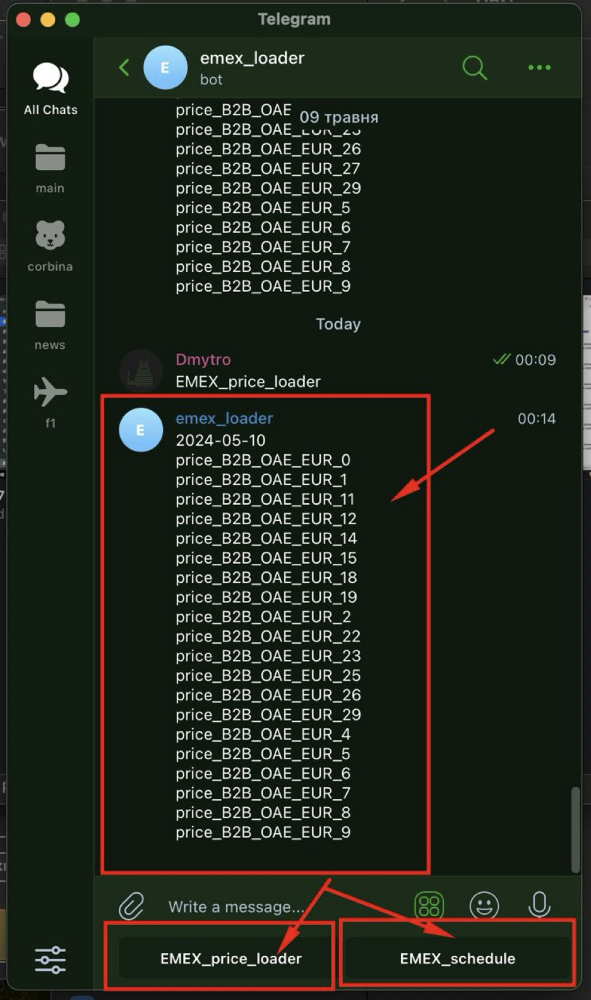 Telegram
All Chats
main
corbina
news
f1
E
emex_loader
bot
price_B2B_OAE
09 травня
price_B2B_OAE_EUR_26
price_B2B_OAE_EUR_27
price_B2B_OAE_EUR_29
price_B2B_OAE_EUR_5
price_B2B_OAE_EUR_6
price_B2B_OAE_EUR_7
price_B2B_OAE_EUR_8
price_B2B_OAE_EUR_9
Today
Dmytro 00:09
EMEX_price_loader
E
emex_loader 00:14
2024-05-10
price_B2B_OAE_EUR_0
price_B2B_OAE_EUR_1
price_B2B_OAE_EUR_11
price_B2B_OAE_EUR_12
price_B2B_OAE_EUR_14
price_B2B_OAE_EUR_15
price_B2B_OAE_EUR_18
price_B2B_OAE_EUR_19
price_B2B_OAE_EUR_2
price_B2B_OAE_EUR_22
price_B2B_OAE_EUR_23
price_B2B_OAE_EUR_25
price_B2B_OAE_EUR_26
price_B2B_OAE_EUR_29
price_B2B_OAE_EUR_4
price_B2B_OAE_EUR_5
price_B2B_OAE_EUR_6
price_B2B_OAE_EUR_7
price_B2B_OAE_EUR_8
price_B2B_OAE_EUR_9
Write a message...
EMEX_price_loader
EMEX_schedule